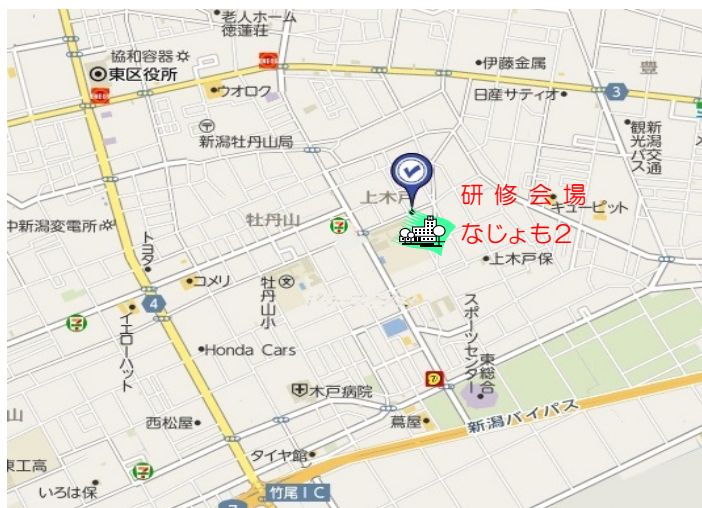 老人ホーム
徳蓮荘
協和容器
東区役所
ENEOS
ENEOS
伊藤金属
豊
ウオロク
日産サティオ
3
新潟牡丹山局
新潟交通
観光バス
上木戸
研修会場
キューピット
牡丹山
なじょも2
中新潟変電所
上木戸保
トヨタ
コメリ
牡丹山小
文
4
スポーツセンター
東総合
イエローハット
Honda Cars
木戸病院
西松屋
蔦屋
新潟バイパス
山
東工高
タイヤ館
いろは保
竹尾IC
7